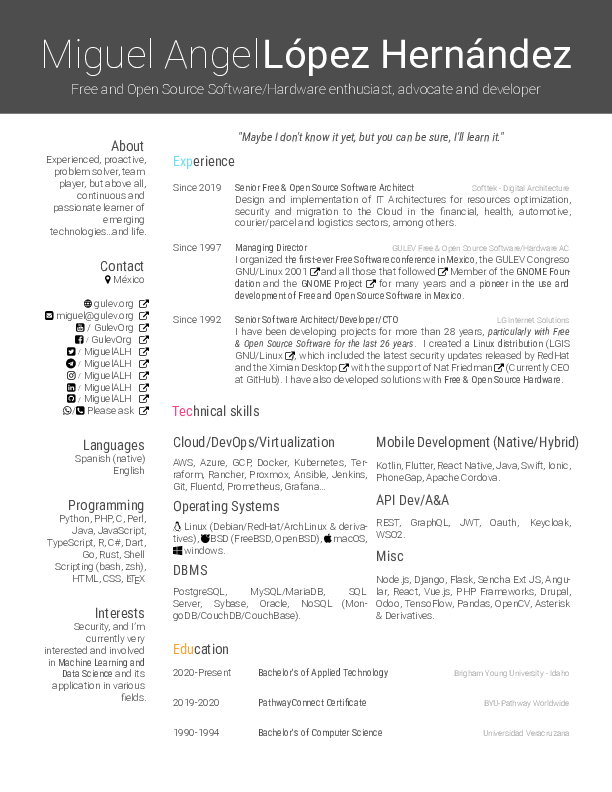 Miguel Angel López Hernández
Free and Open Source Software/Hardware enthusiast, advocate and developer
About
Experienced, proactive,
problem solver, team
player, but above all,
continuous and
passionate learner of
emerging
technologies...and life.
Contact
México
gulev.org
miguel@gulev.org
/ GulevOrg
/ GulevOrg
/ MiguelALH
/ MiguelALH
/ MiguelALH
/ MiguelALH
/ MiguelALH
/ Please ask
Languages
Spanish (native)
English
Programming
Python, PHP, C, Perl,
Java, JavaScript,
TypeScript, R, C#, Dart,
Go, Rust, Shell
Scripting (bash, zsh),
HTML, CSS, LaTeX
Interests
Security, and I'm
currently very
interested and involved
in Machine Learning and
Data Science and its
application in various
fields.
"Maybe I don't know it yet, but you can be sure, I'll learn it."
Experience
Since 2019 Senior Free & Open Source Software Architect Softtek - Digital Architecture
Design and implementation of IT Architectures for resources optimization,
security and migration to the Cloud in the financial, health, automotive,
courier/parcel and logistics sectors, among others.
Since 1997 Managing Director GULEV Free & Open Source Software/Hardware AC
I organized the first-ever Free Software conference in Mexico, the GULEV Congreso
GNU/Linux 2001 and all those that followed Member of the GNOME Foun-
dation and the GNOME Project for many years and a pioneer in the use and
development of Free and Open Source Software in Mexico.
Since 1992 Senior Software Architect/Developer/CTO LG Internet Solutions
I have been developing projects for more than 28 years, particularly with Free
& Open Source Software for the last 26 years. I created a Linux distribution (LGIS
GNU/Linux , which included the latest security updates released by RedHat
and the Ximian Desktop with the support of Nat Friedman (Currently CEO
at GitHub). I have also developed solutions with Free & Open Source Hardware.
Technical skills
Cloud/DevOps/Virtualization
AWS, Azure, GCP, Docker, Kubernetes, Ter-
raform, Rancher, Proxmox, Ansible, Jenkins,
Git, Fluentd, Prometheus, Grafana...
Operating Systems
Linux (Debian/RedHat/ArchLinux & deriva-
tives), BSD (FreeBSD, OpenBSD), macOS,
windows.
DBMS
PostgreSQL, MySQL/MariaDB, SQL
Server, Sybase, Oracle, NoSQL (Mon-
goDB/CouchDB/CouchBase).
Mobile Development (Native/Hybrid)
Kotlin, Flutter, React Native, Java, Swift, Ionic,
PhoneGap, Apache Cordova.
API Dev/A&A
REST, GraphQL, JWT, Oauth, Keycloak,
WSO2.
Misc
Node.js, Django, Flask, Sencha Ext JS, Angu-
lar, React, Vue.js, PHP Frameworks, Drupal,
Odoo, TensorFlow, Pandas, OpenCV, Asterisk
& Derivatives.
Education
2020-Present Bachelor's of Applied Technology Brigham Young University - Idaho
2019-2020 PathwayConnect Certificate BYU-Pathway Worldwide
1990-1994 Bachelor's of Computer Science Universidad Veracruzana